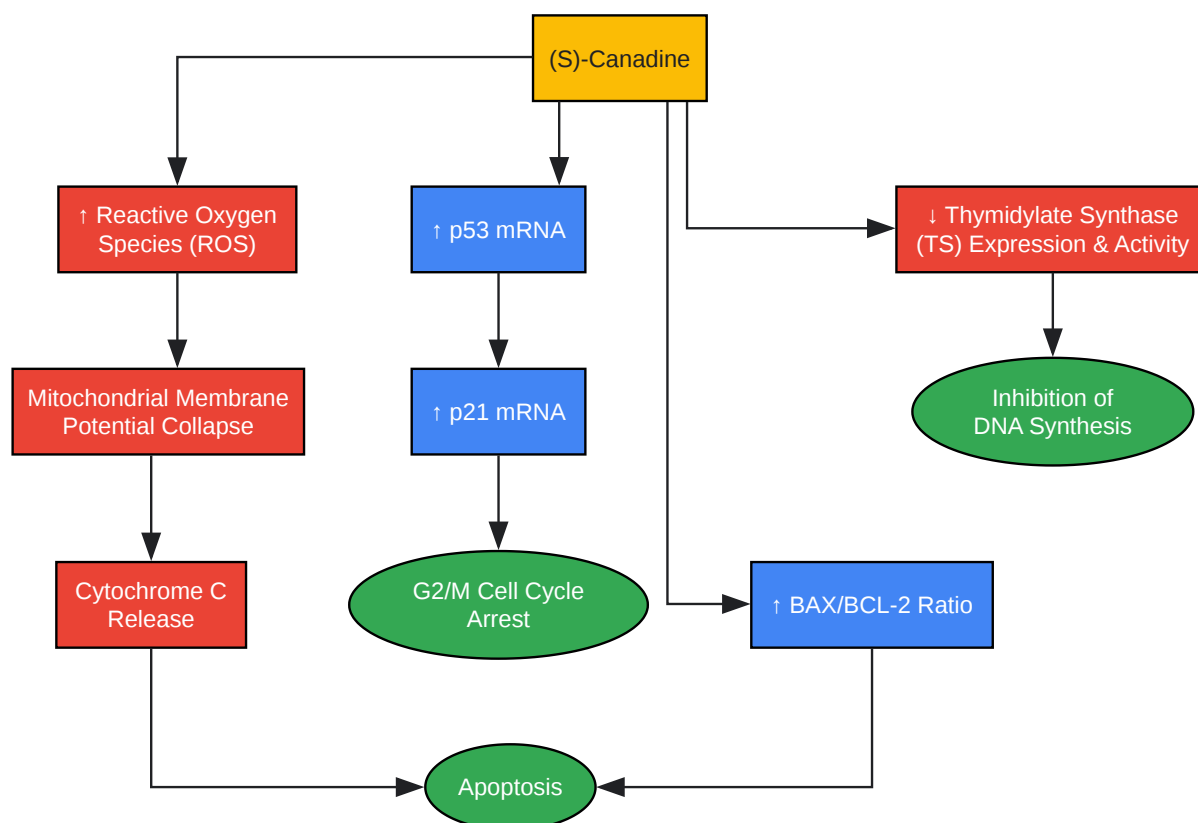 (S)-Canadine
↑ Reactive Oxygen
Species (ROS)
↑ p53 mRNA
↓ Thymidylate Synthase
(TS) Expression & Activity
Mitochondrial Membrane
Potential Collapse
↑ p21 mRNA
Inhibition of
DNA Synthesis
Cytochrome C
Release
G2/M Cell Cycle
Arrest
↑ BAX/BCL-2 Ratio
Apoptosis